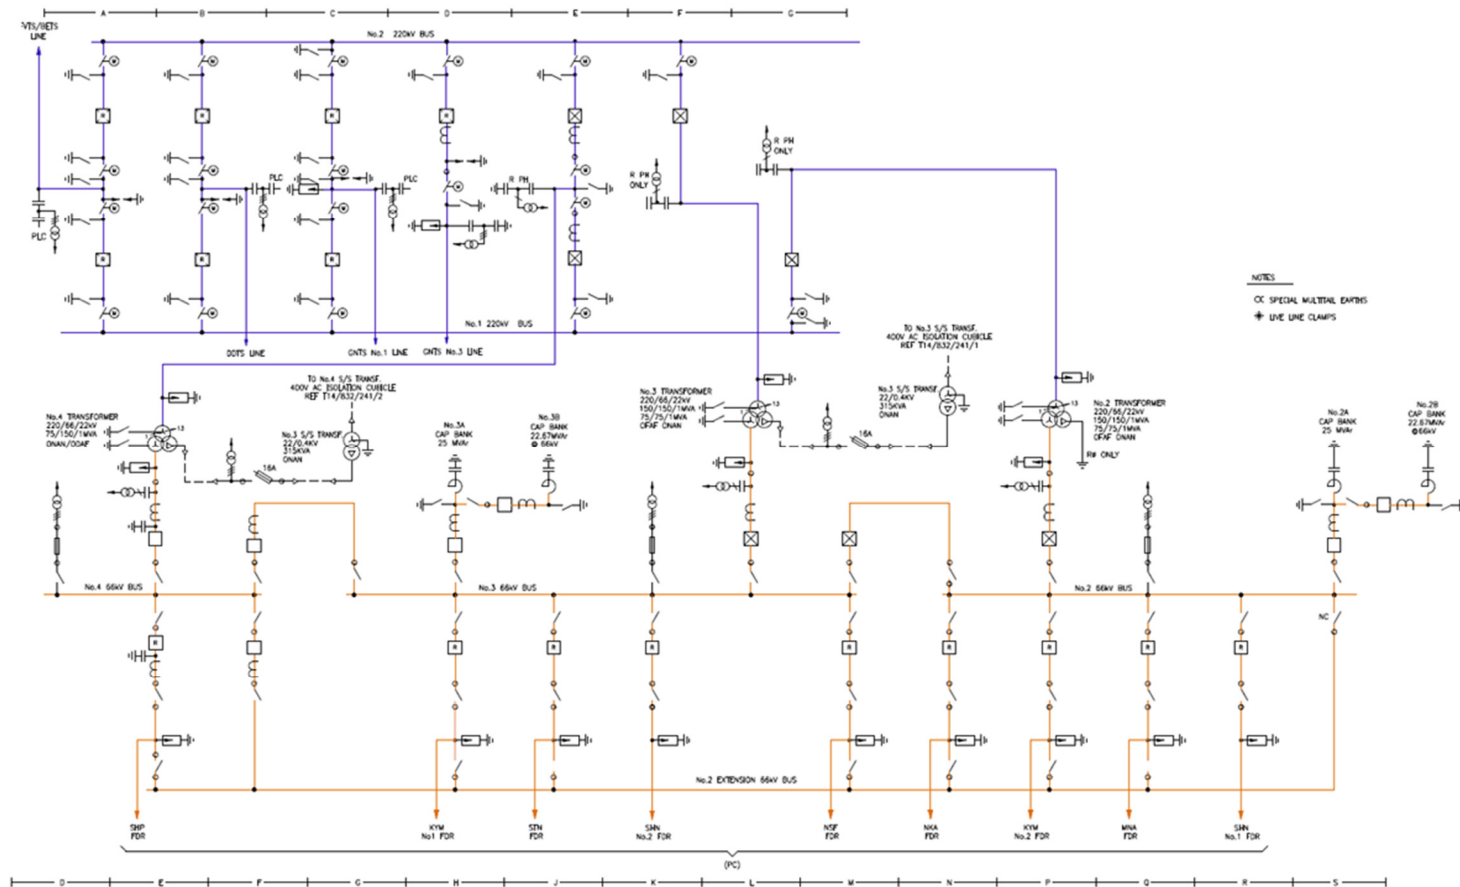 A B C D E F G
VTS/BETS
LINE
No.2 220kV BUS
PLC
PLC
PLC
R PH
R PH
ONLY
R PH
ONLY
No.1 220kV BUS
DDTS LINE
GNTS No.1 LINE
GNTS No.3 LINE
NOTES
SPECIAL MULTITAIL EARTHS
LIVE LINE CLAMPS
TO No.4 S/S TRANSF.
400V AC ISOLATION CUBICLE
REF T14/832/241/2
TO No.3 S/S TRANSF.
400V AC ISOLATION CUBICLE
REF T14/832/241/1
No.4 TRANSFORMER
220/66/22kV
75/150/1MVA
ONAN/ODAF
13
No.3 S/S TRANSF
22/0.4KV
315KVA
ONAN
16A
No.3A
CAP BANK
25 MVAr
No.3B
CAP BANK
22.67MVAr
@ 66kV
No.3 TRANSFORMER
220/66/22kV
150/150/1MVA
75/75/1MVA
OFAF ONAN
13
No.3 S/S TRANSF
22/0.4KV
315KVA
ONAN
16A
No.2 TRANSFORMER
220/66/22kV
150/150/1MVA
75/75/1MVA
OFAF ONAN
13
RØ ONLY
No.2A
CAP BANK
25 MVAr
No.2B
CAP BANK
22.67MVAr
@66kV
No.4 66kV BUS
No.3 66kV BUS
No.2 66kV BUS
NC
No.2 EXTENSION 66kV BUS
SHP
FDR
KYM
No1 FDR
STN
FDR
SHN
No.2 FDR
NSF
FDR
NKA
FDR
KYM
No.2 FDR
MNA
FDR
SHN
No.1 FDR
(PC)
D E F G H J K L M N P Q R S